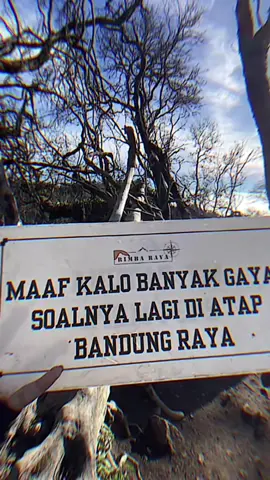 RIMBA RAYA
MAAF KALO BANYAK GAYA
SOALNYA LAGI DI ATAP
BANDUNG RAYA